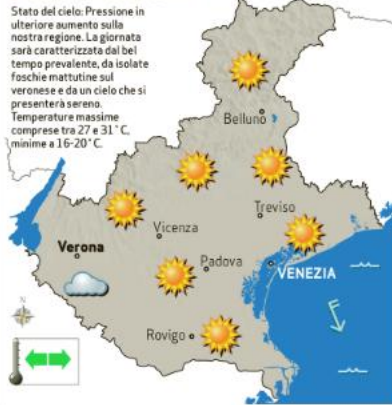 Stato del cielo: Pressione in
ulteriore aumento sulla
nostra regione. La giornata
sarà caratterizzata dal bel
tempo prevalente, da isolate
foschie mattutine sul
veronese e da un cielo che si
presenterà sereno.
Temperature massime
comprese tra 27 e 31°C,
minime a 16-20°C.
Belluno
Treviso
Vicenza
Verona
Padova
VENEZIA
Rovigo